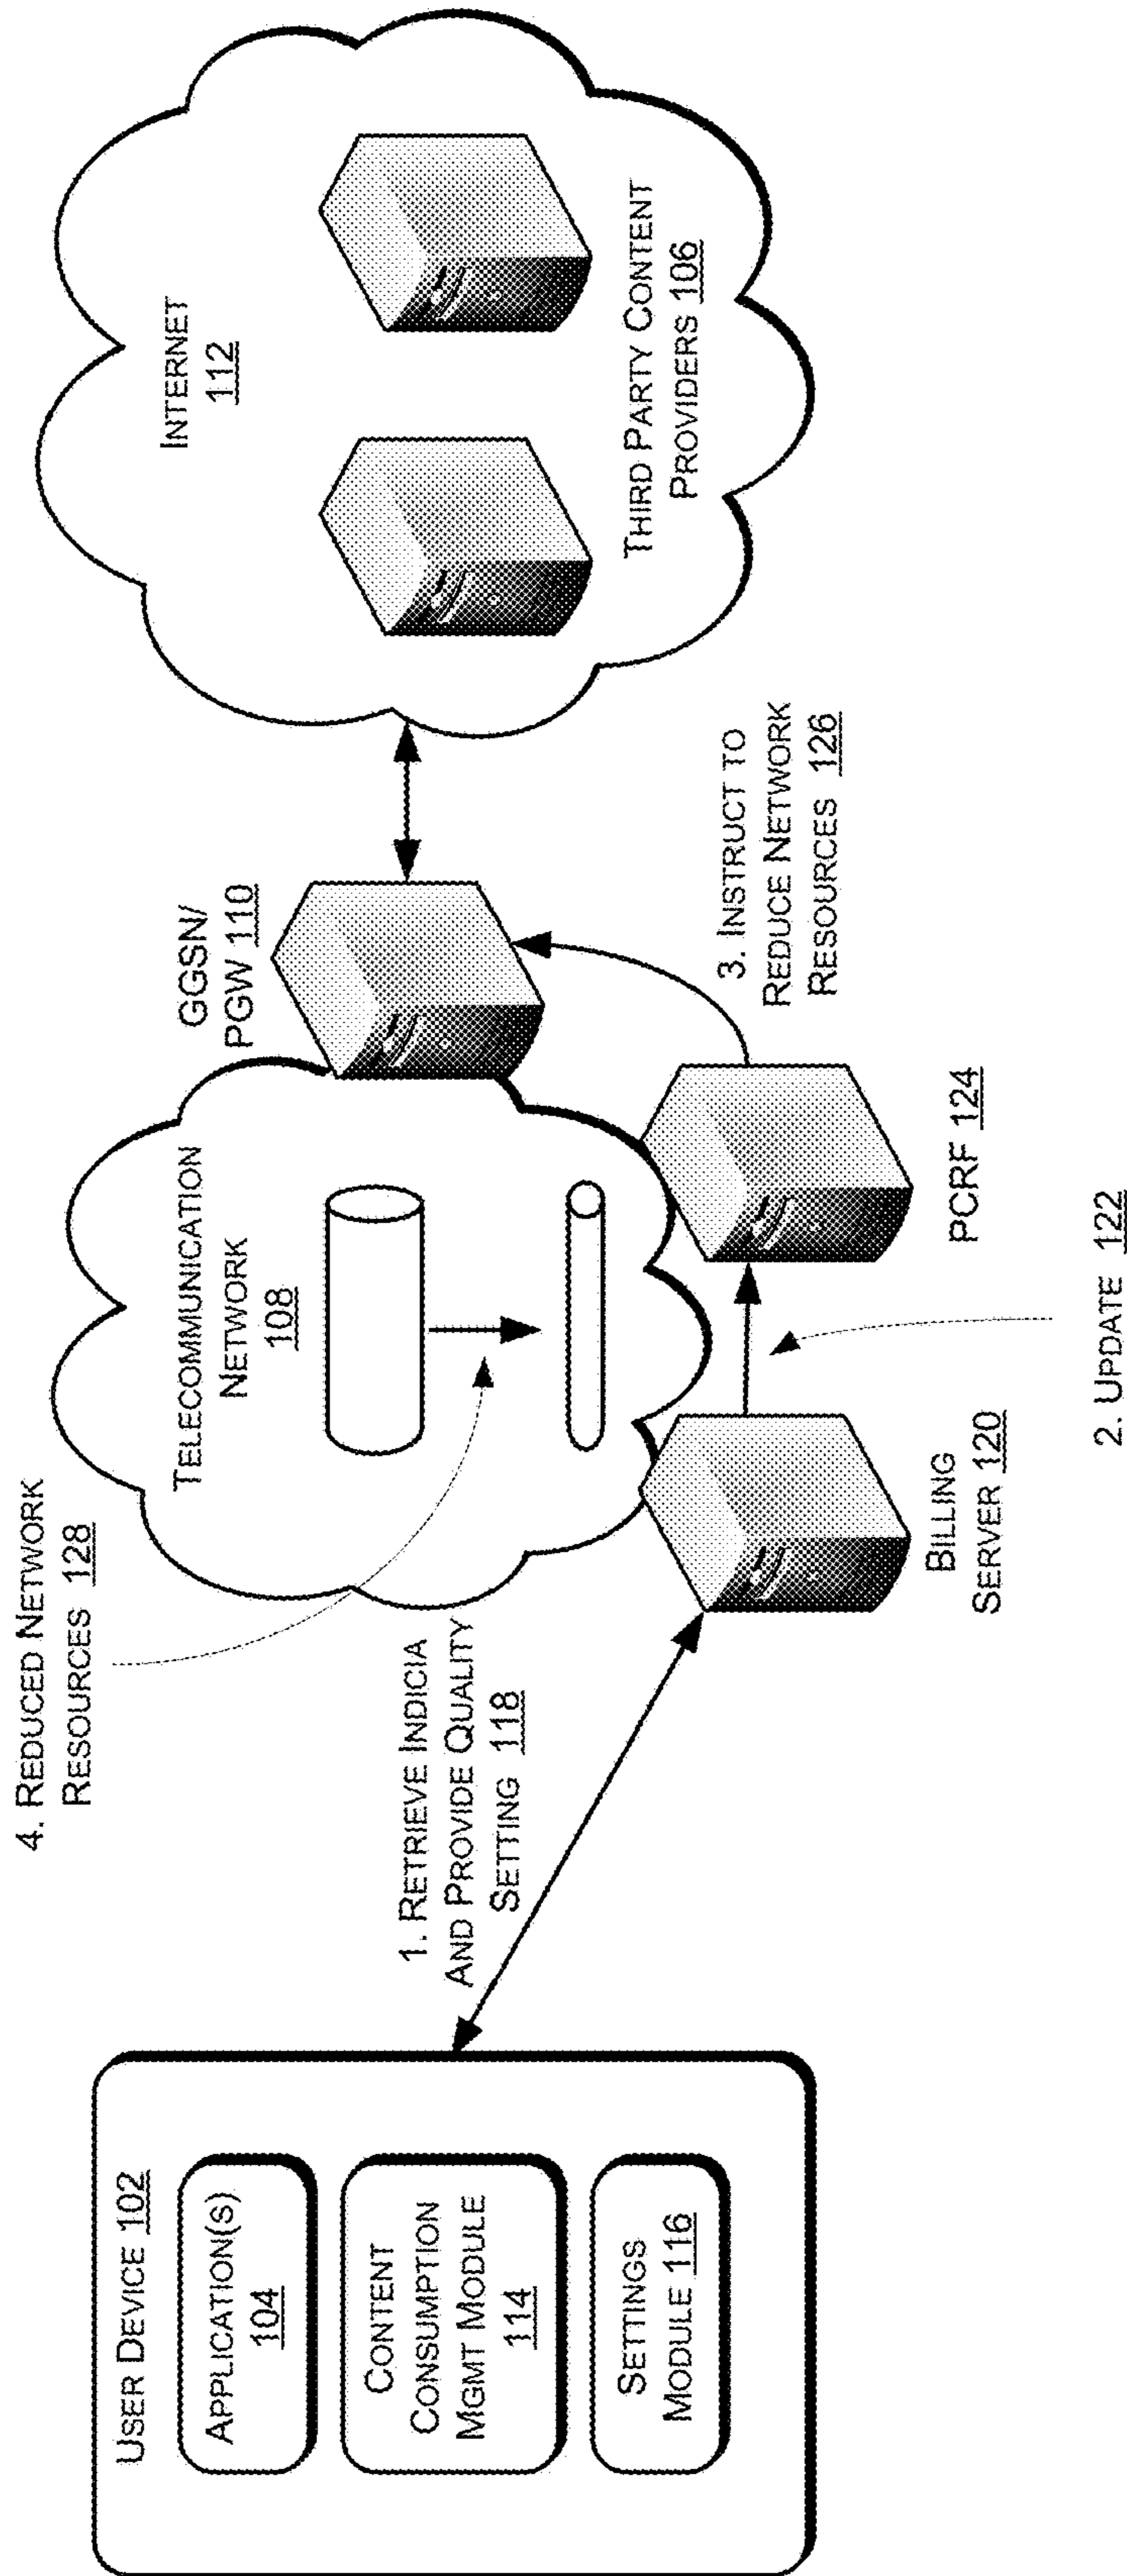 USER DEVICE 102
APPLICATION(S)
104
CONTENT
CONSUMPTION
MGMT MODULE
114
SETTINGS
MODULE 116
1. RETRIEVE INDICIA
AND PROVIDE QUALITY
SETTING 118
4. REDUCED NETWORK
RESOURCES 128
TELECOMMUNICATION
NETWORK
108
BILLING
SERVER 120
2. UPDATE 122
PCRF 124
3. INSTRUCT TO
REDUCE NETWORK
RESOURCES 126
GGSN/
PGW 110
INTERNET
112
THIRD PARTY CONTENT
PROVIDERS 106